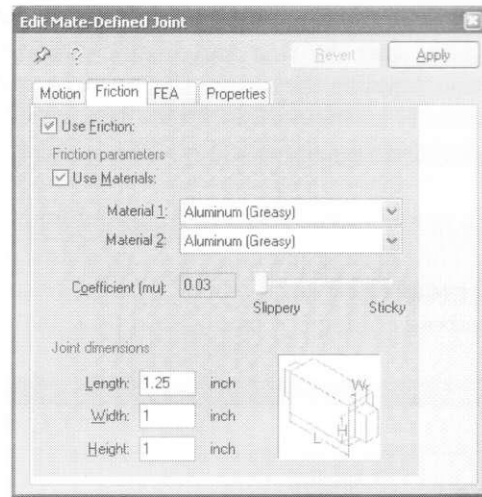 Edit Mate-Defined Joint
Revert Apply
Motion Friction FEA Properties
Use Friction:
Friction parameters
Use Materials:
Material 1: Aluminum (Greasy)
Material 2: Aluminum (Greasy)
Coefficient (mu): 0.03
Slippery Sticky
Joint dimensions
Length: 1.25 inch
Width: 1 inch
Height: 1 inch
W
H
L